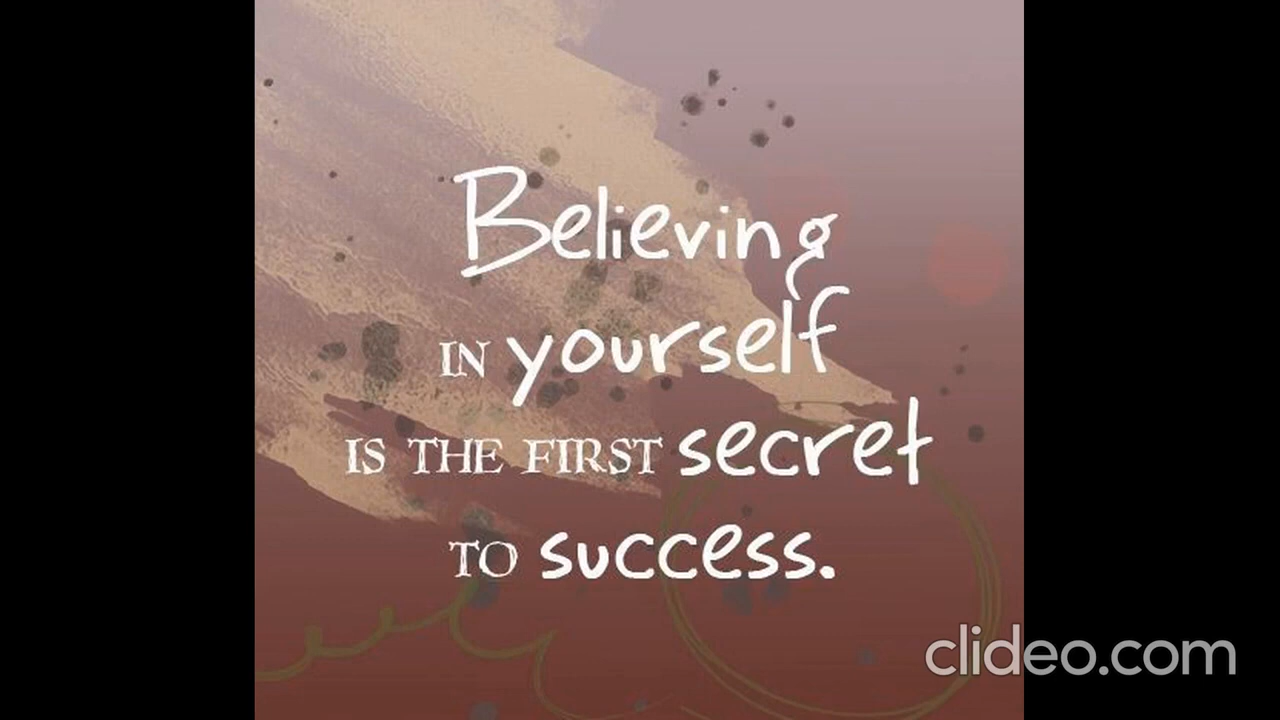 Believing
IN yourself
IS THE FIRST secret
TO success.
clideo.com